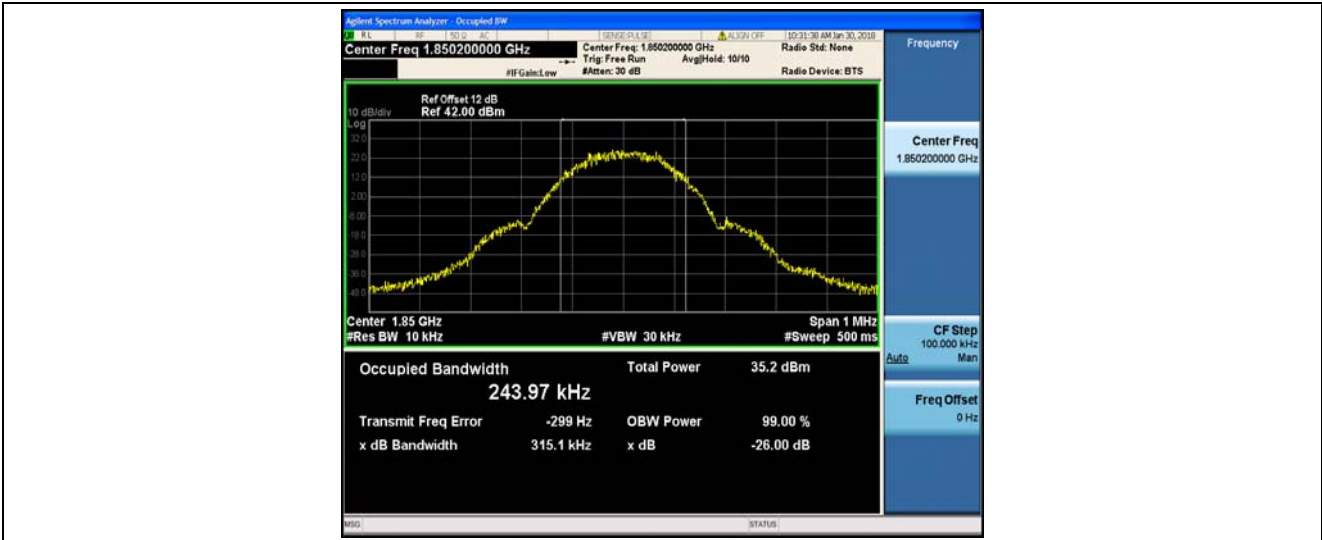 Agilent Spectrum Analyzer - Occupied BW
RL RF 50 Ω AC SENSE:PULSE ALIGN OFF 10:31:38 AM Jan 30, 2018
Center Freq 1.850200000 GHz
Center Freq: 1.850200000 GHz
Radio Std: None
Trig: Free Run Avg|Hold: 10/10
#IFGain:Low
#Atten: 30 dB
Radio Device: BTS
Ref Offset 12 dB
10 dB/div Ref 42.00 dBm
Log
32.0
22.0
12.0
2.00
-8.00
-18.0
-28.0
-38.0
-48.0
Center 1.85 GHz
Span 1 MHz
#Res BW 10 kHz
#VBW 30 kHz
#Sweep 500 ms
Occupied Bandwidth
Total Power 35.2 dBm
243.97 kHz
Transmit Freq Error -299 Hz
OBW Power 99.00 %
x dB Bandwidth 315.1 kHz
x dB -26.00 dB
MSG
STATUS
Frequency
Center Freq
1.850200000 GHz
CF Step
100.000 kHz
Auto Man
Freq Offset
0 Hz